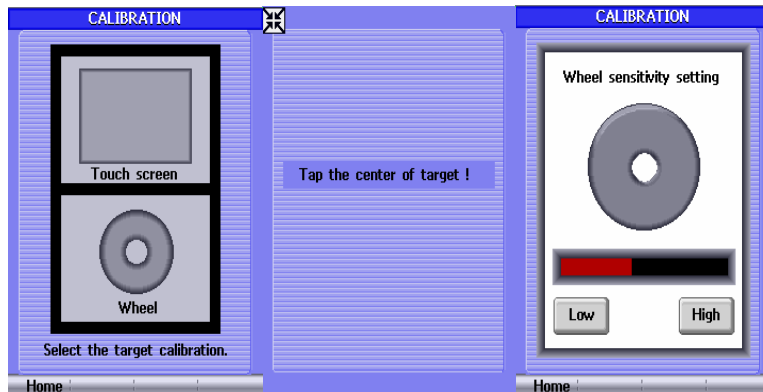 CALIBRATION
Touch screen
Wheel
Select the target calibration.
Home
Tap the center of target !
CALIBRATION
Wheel sensitivity setting
Low
High
Home